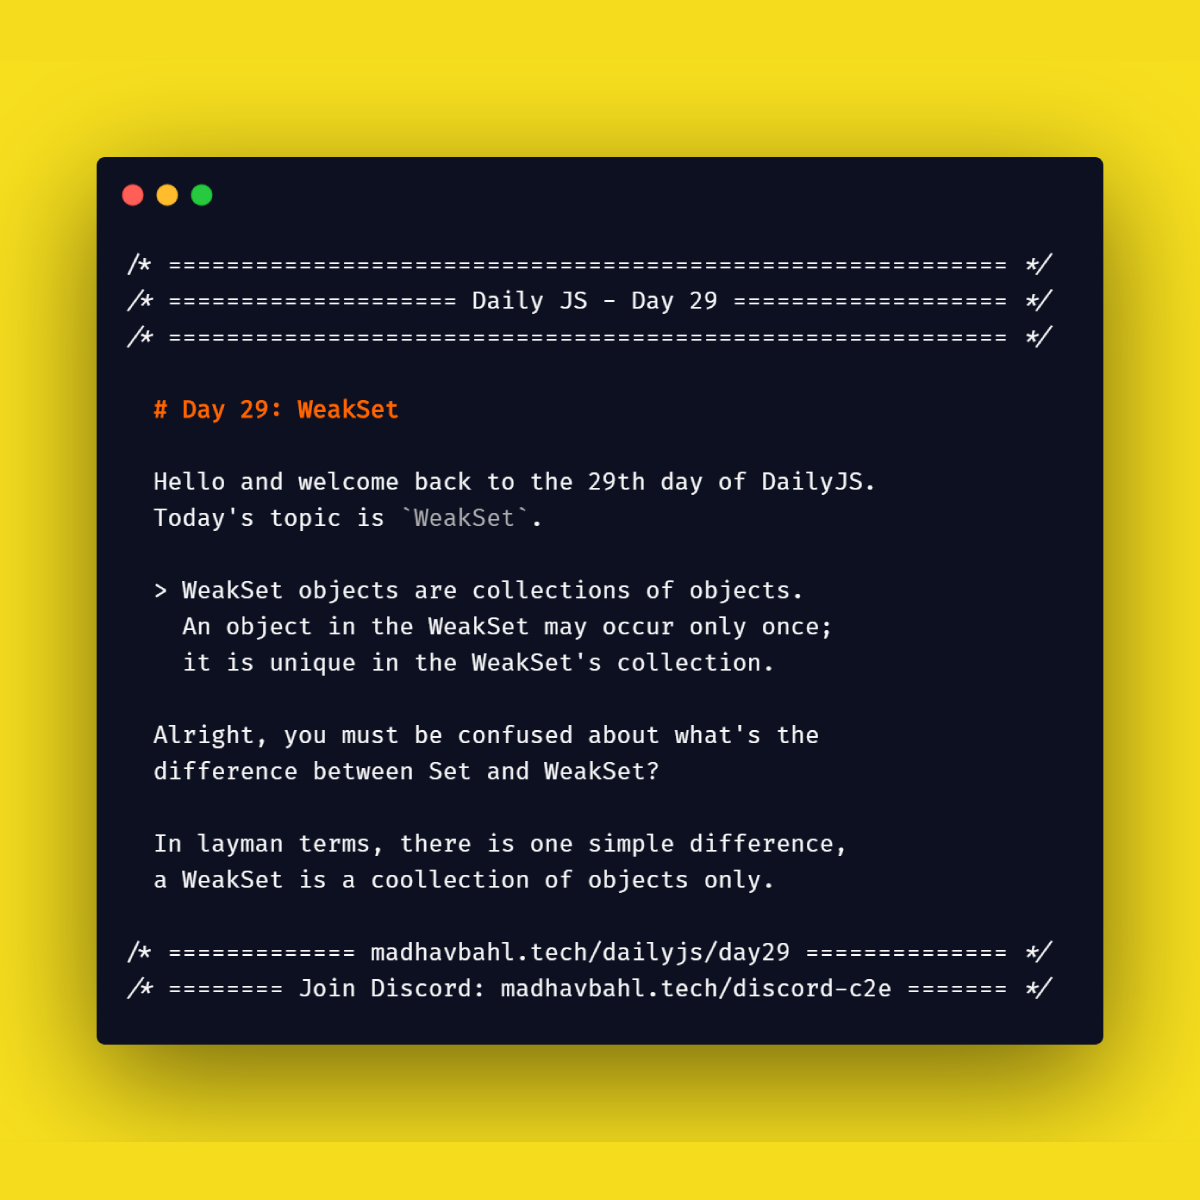 /* ========================================================== */
/* ==================== Daily JS - Day 29 =================== */
/* ========================================================== */
# Day 29: WeakSet
Hello and welcome back to the 29th day of DailyJS.
Today's topic is `WeakSet`.
> WeakSet objects are collections of objects.
An object in the WeakSet may occur only once;
it is unique in the WeakSet's collection.
Alright, you must be confused about what's the
difference between Set and WeakSet?
In layman terms, there is one simple difference,
a WeakSet is a coollection of objects only.
/* ============= madhavbahl.tech/dailyjs/day29 ============== */
/* ======== Join Discord: madhavbahl.tech/discord-c2e ======= */